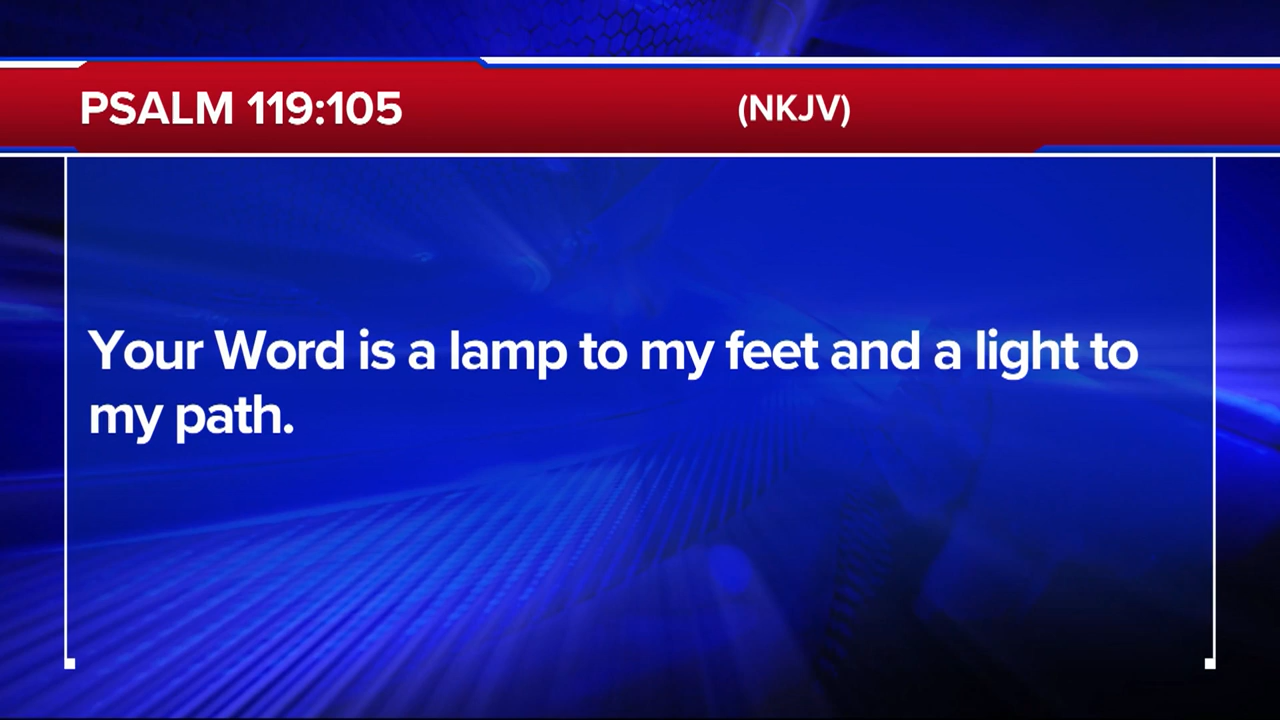 PSALM 119:105 (NKJV)
Your Word is a lamp to my feet and a light to
my path.